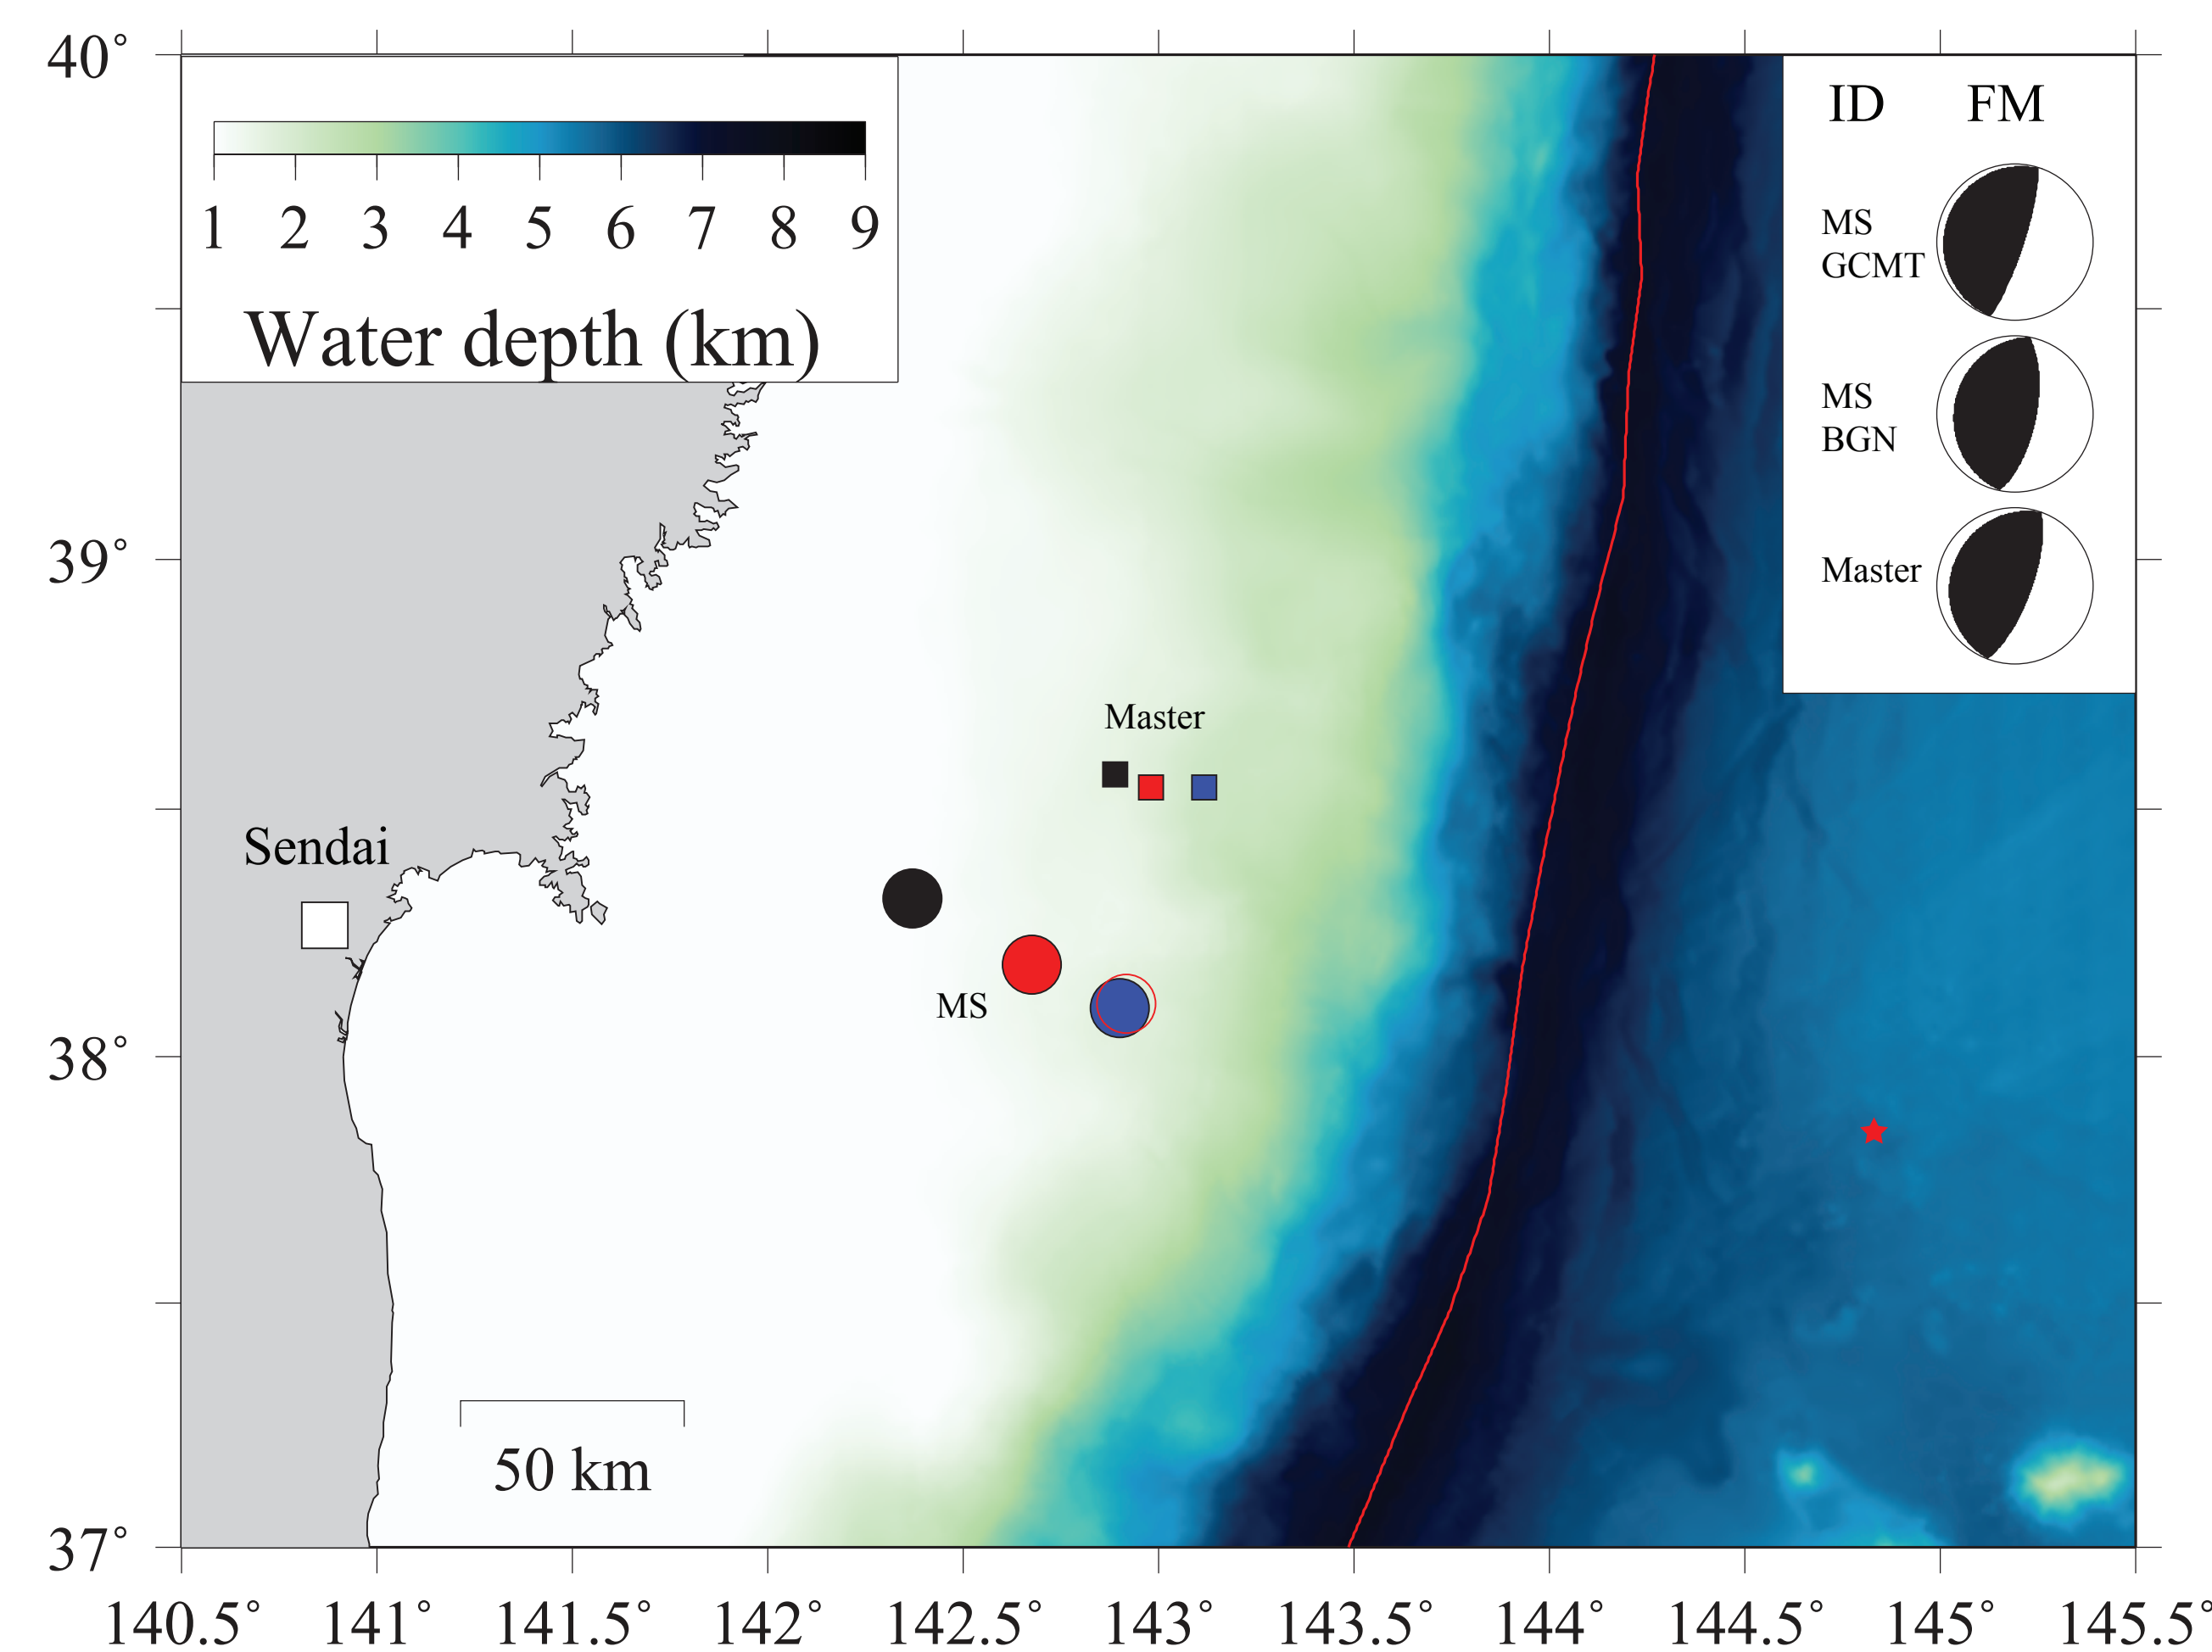 40°
39°
38°
37°
1 2 3 4 5 6 7 8 9
Water depth (km)
ID FM
MS
GCMT
MS
BGN
Master
Master
Sendai
MS
50 km
140.5° 141° 141.5° 142° 142.5° 143° 143.5° 144° 144.5° 145° 145.5°